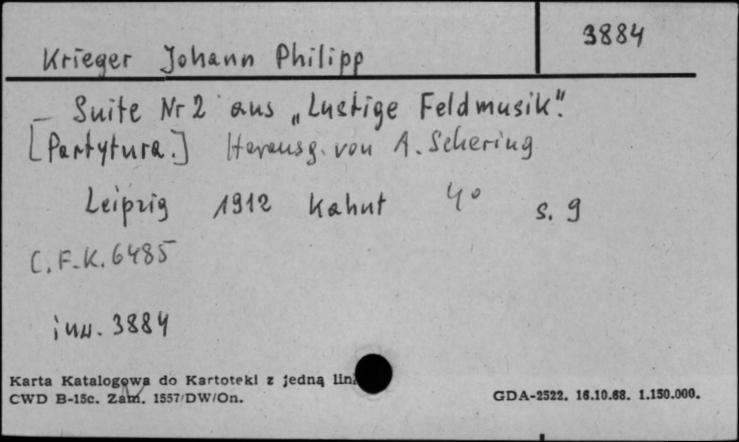 3884
Krieger Johann Philipp
Suite Nr 2 aus „Lustige Feldmusik".
[Partytura.] Herausg. von A. Schering
Leipzig 1912 Kahnt 4° s. 9
C.F.K. 6485
inw. 3884
Karta Katalogowa do Kartoteki z jedną lin
CWD B-15c. Zam. 1557/DW/On.
GDA-2522. 16.10.68. 1.150.000.